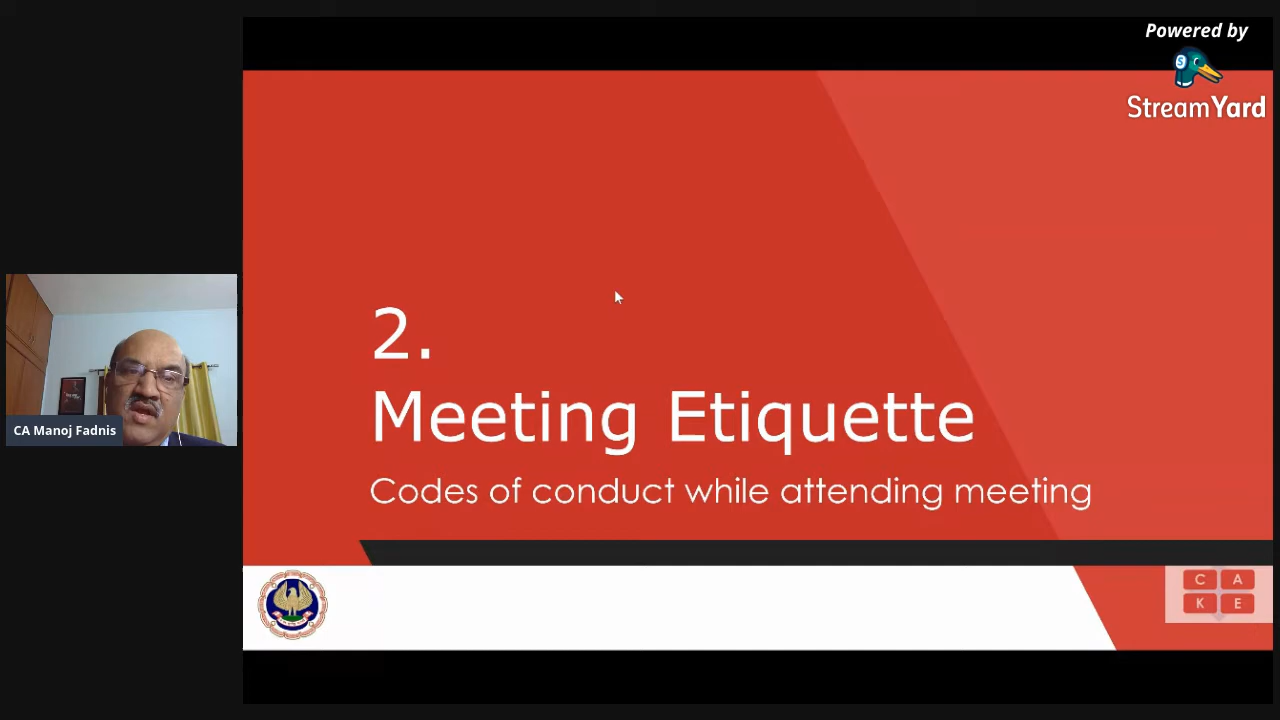 Powered by
StreamYard
2.
Meeting Etiquette
Codes of conduct while attending meeting
CA Manoj Fadnis
C A
K E